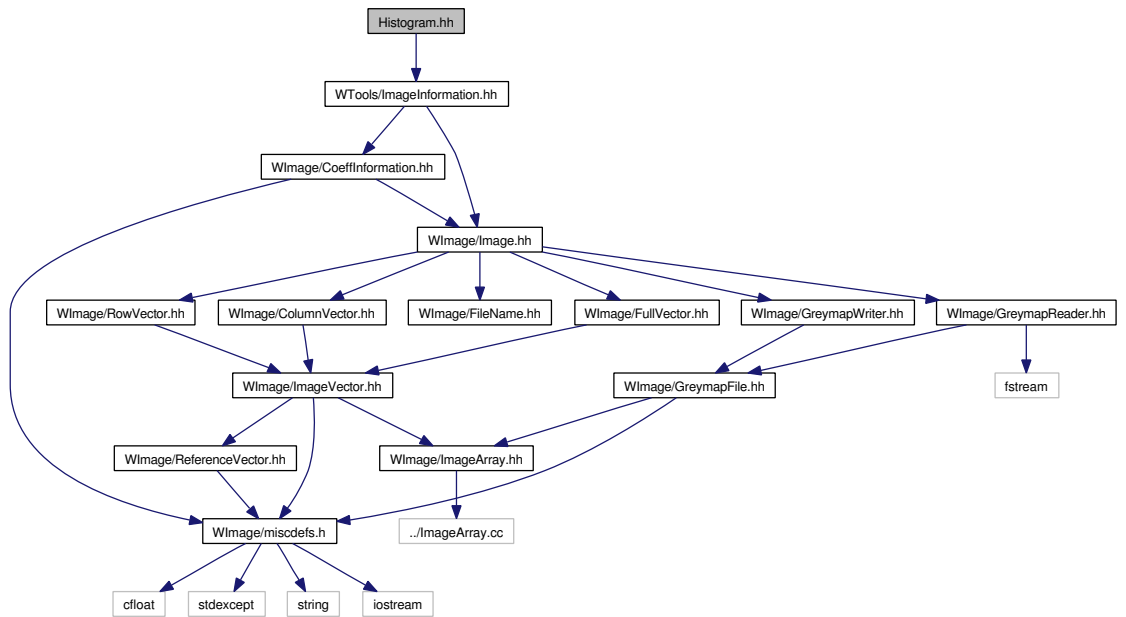 Histogram.hh
WTools/ImageInformation.hh
WImage/CoeffInformation.hh
WImage/Image.hh
WImage/RowVector.hh
WImage/ColumnVector.hh
WImage/FileName.hh
WImage/FullVector.hh
WImage/GreymapWriter.hh
WImage/GreymapReader.hh
WImage/ImageVector.hh
WImage/GreymapFile.hh
fstream
WImage/ReferenceVector.hh
WImage/ImageArray.hh
WImage/miscdefs.h
../ImageArray.cc
cfloat
stdexcept
string
iostream